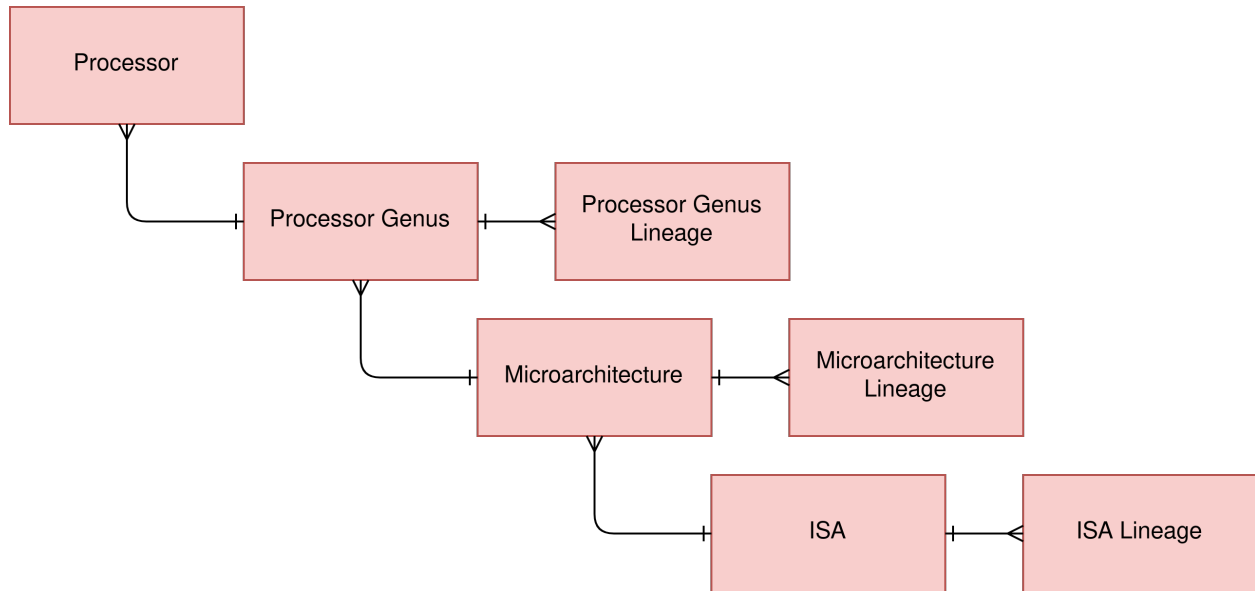 Processor
Processor Genus
Processor Genus
Lineage
Microarchitecture
Microarchitecture
Lineage
ISA
ISA Lineage